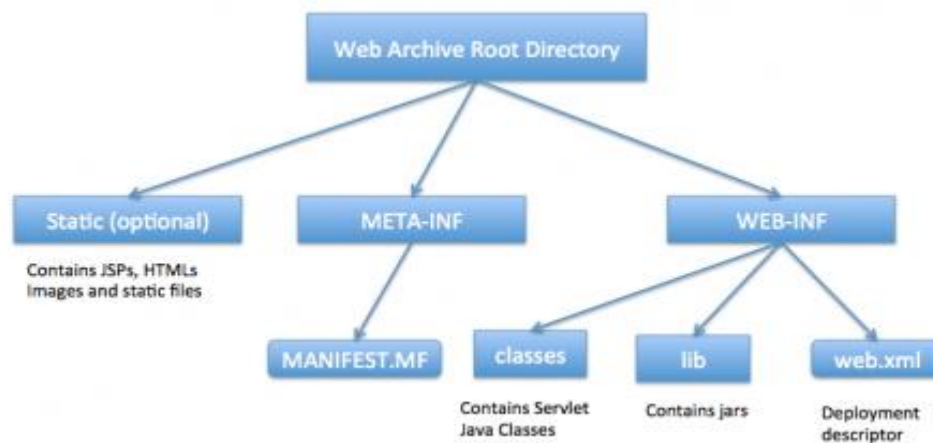 Web Archive Root Directory
Static (optional)
META-INF
WEB-INF
Contains JSPs, HTMLs
Images and static files
MANIFEST.MF
classes
lib
web.xml
Contains Servlet
Java Classes
Contains jars
Deployment
descriptor